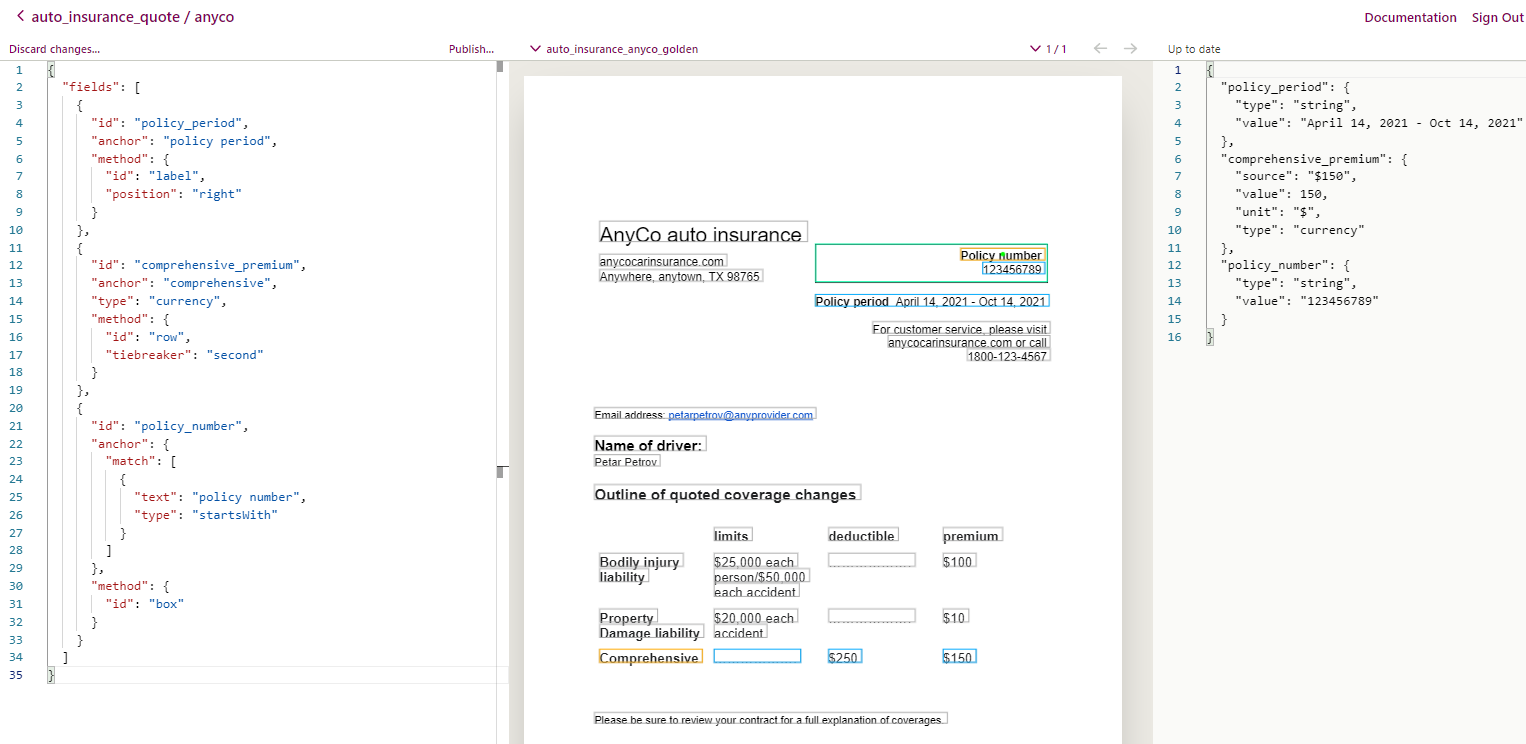 auto_insurance_quote / anyco
Documentation Sign Out
Discard changes... Publish... auto_insurance_anyco_golden 1 / 1 Up to date
1 {
2 "fields": [
3 {
4 "id": "policy_period",
5 "anchor": "policy period",
6 "method": {
7 "id": "label",
8 "position": "right"
9 }
10 },
11 {
12 "id": "comprehensive_premium",
13 "anchor": "comprehensive",
14 "type": "currency",
15 "method": {
16 "id": "row",
17 "tiebreaker": "second"
18 }
19 },
20 {
21 "id": "policy_number",
22 "anchor": {
23 "match": [
24 {
25 "text": "policy number",
26 "type": "startsWith"
27 }
28 ]
29 },
30 "method": {
31 "id": "box"
32 }
33 }
34 ]
35 }
AnyCo auto insurance
anycocarinsurance.com
Anywhere, anytown, TX 98765
Policy number
123456789
Policy period April 14, 2021 - Oct 14, 2021
For customer service, please visit
anycocarinsurance.com or call
1800-123-4567
Email address: petarpetrov@anyprovider.com
Name of driver:
Petar Petrov
Outline of quoted coverage changes
limits deductible premium
Bodily injury $25,000 each $100
liability person/$50,000
each accident
Property $20,000 each $10
Damage liability accident
Comprehensive $250 $150
Please be sure to review your contract for a full explanation of coverages
1 {
2 "policy_period": {
3 "type": "string",
4 "value": "April 14, 2021 - Oct 14, 2021"
5 },
6 "comprehensive_premium": {
7 "source": "$150",
8 "value": 150,
9 "unit": "$",
10 "type": "currency"
11 },
12 "policy_number": {
13 "type": "string",
14 "value": "123456789"
15 }
16 }